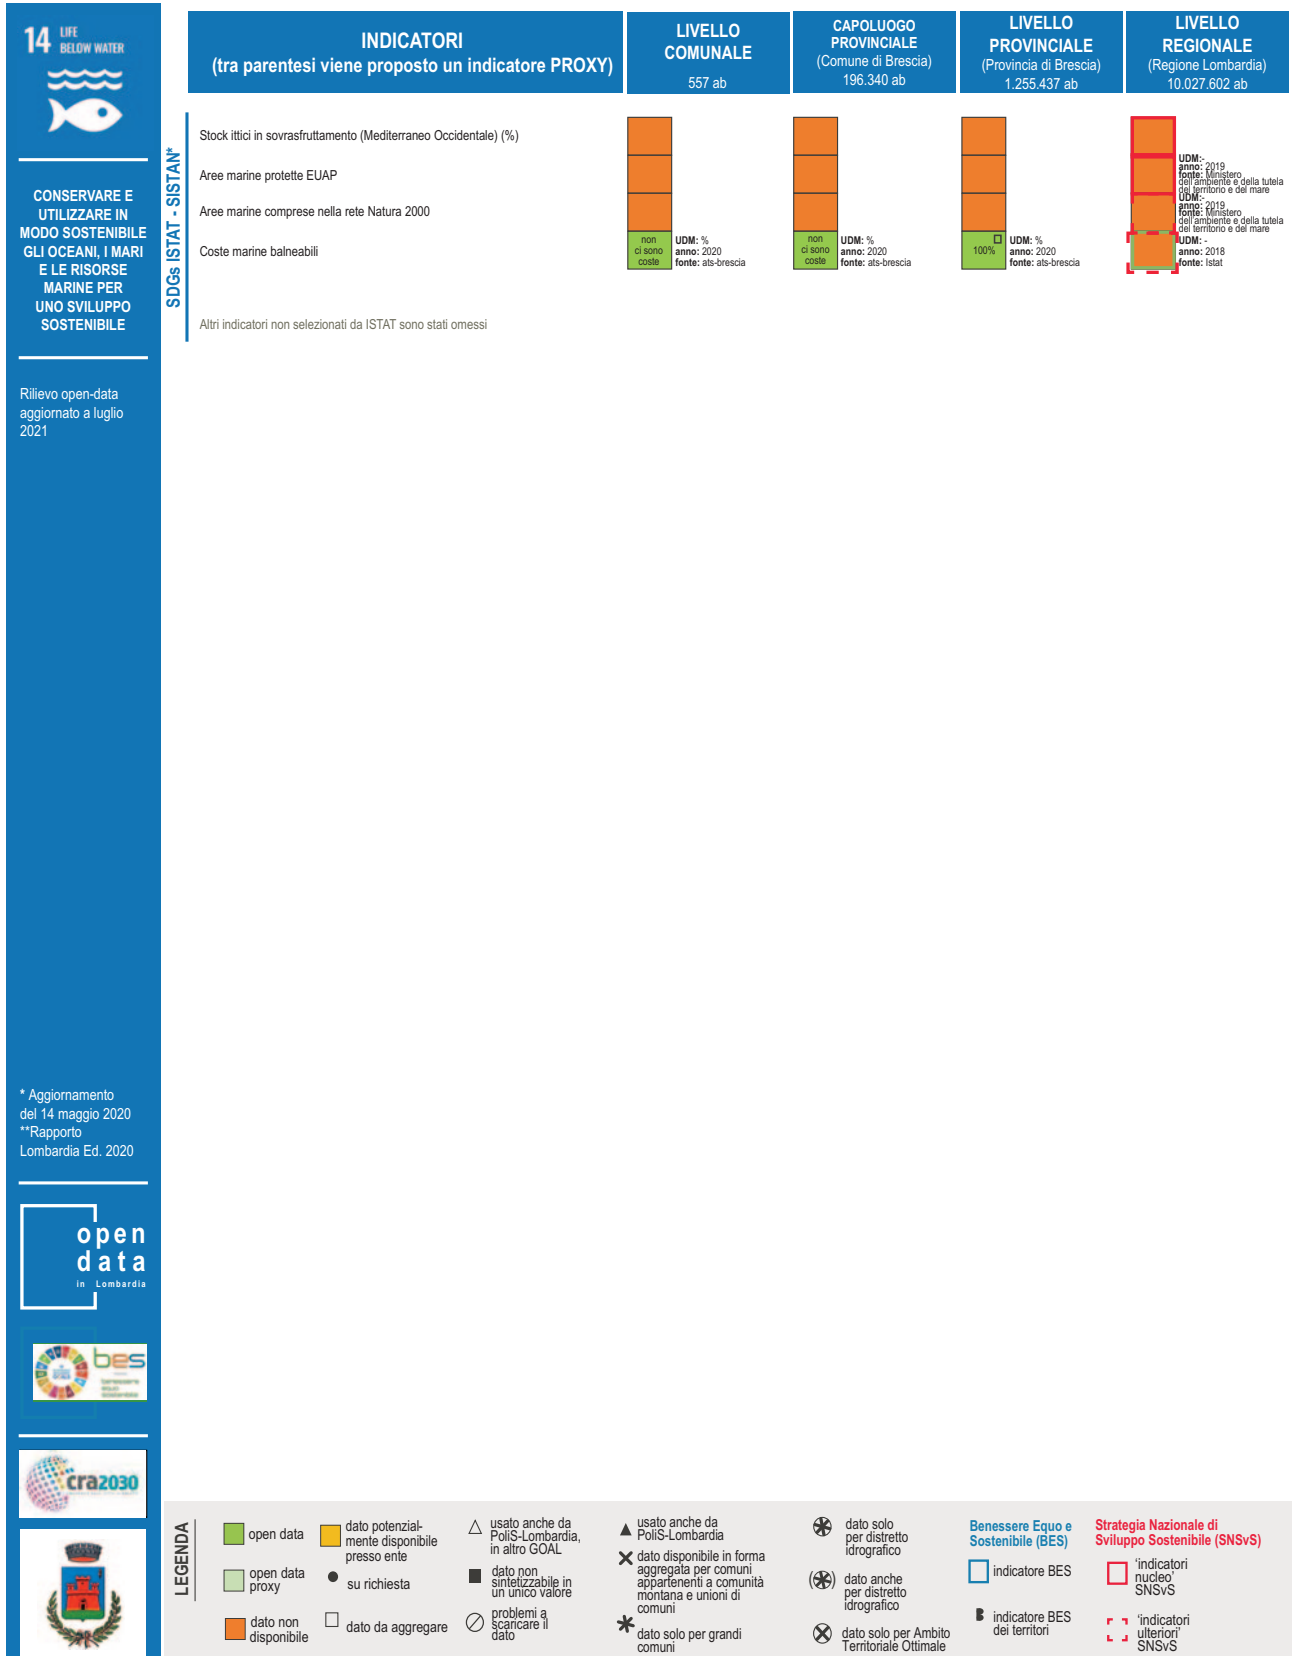 14 LIFE
BELOW WATER
CONSERVARE E
UTILIZZARE IN
MODO SOSTENIBILE
GLI OCEANI, I MARI
E LE RISORSE
MARINE PER
UNO SVILUPPO
SOSTENIBILE
Rilievo open-data
aggiornato a luglio
2021
* Aggiornamento
del 14 maggio 2020
**Rapporto
Lombardia Ed. 2020
open
data
in Lombardia
bes
benessere
equo
sostenibile
cra2030
INDICATORI
(tra parentesi viene proposto un indicatore PROXY)
LIVELLO
COMUNALE
557 ab
CAPOLUOGO
PROVINCIALE
(Comune di Brescia)
196.340 ab
LIVELLO
PROVINCIALE
(Provincia di Brescia)
1.255.437 ab
LIVELLO
REGIONALE
(Regione Lombardia)
10.027.602 ab
SDGs ISTAT - SISTAN*
Stock ittici in sovrasfruttamento (Mediterraneo Occidentale) (%)
Aree marine protette EUAP
UDM:-
anno: 2019
fonte: Ministero
dell'ambiente e della tutela
del territorio e del mare
Aree marine comprese nella rete Natura 2000
UDM:-
anno: 2019
fonte: Ministero
dell'ambiente e della tutela
del territorio e del mare
Coste marine balneabili
non
ci sono
coste
UDM: %
anno: 2020
fonte: ats-brescia
non
ci sono
coste
UDM: %
anno: 2020
fonte: ats-brescia
100%
UDM: %
anno: 2020
fonte: ats-brescia
UDM: -
anno: 2018
fonte: Istat
Altri indicatori non selezionati da ISTAT sono stati omessi
LEGENDA
open data
open data
proxy
dato non
disponibile
dato potenzial-
mente disponibile
presso ente
su richiesta
dato da aggregare
usato anche da
PoliS-Lombardia,
in altro GOAL
dato non
sintetizzabile in
un unico valore
problemi a
scaricare il
dato
usato anche da
PoliS-Lombardia
dato disponibile in forma
aggregata per comuni
appartenenti a comunità
montana e unioni di
comuni
dato solo per grandi
comuni
dato solo
per distretto
idrografico
dato anche
per distretto
idrografico
dato solo per Ambito
Territoriale Ottimale
Benessere Equo e
Sostenibile (BES)
indicatore BES
indicatore BES
dei territori
Strategia Nazionale di
Sviluppo Sostenibile (SNSvS)
'indicatori
nucleo'
SNSvS
'indicatori
ulteriori'
SNSvS